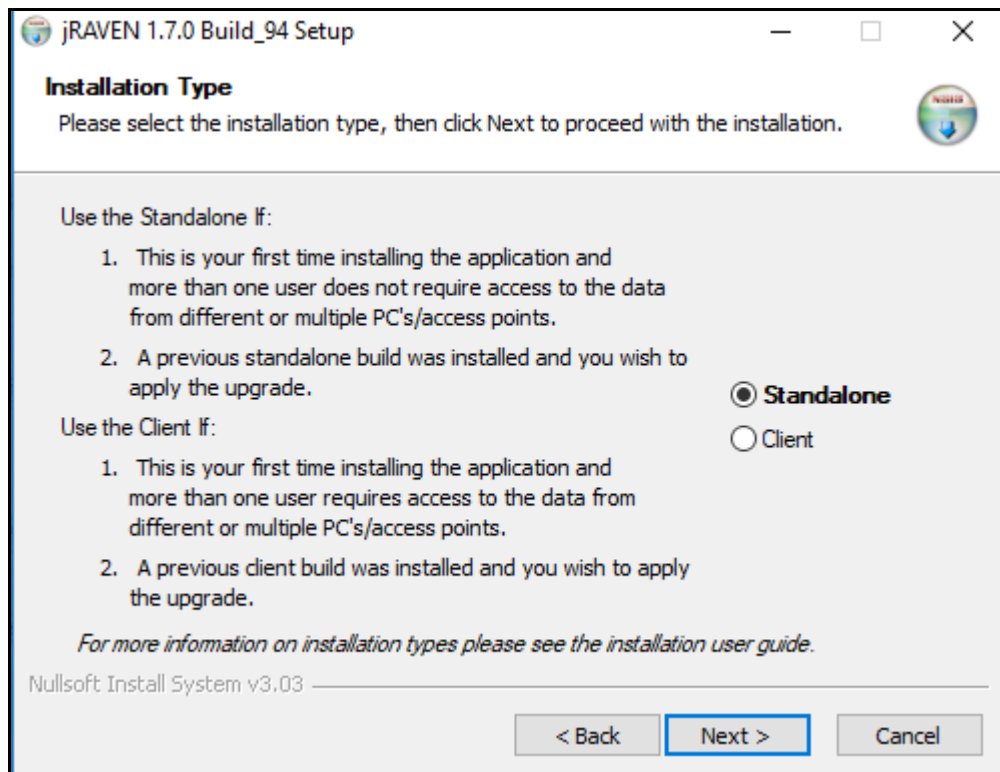 jRAVEN 1.7.0 Build_94 Setup
Installation Type
Please select the installation type, then click Next to proceed with the installation.
Use the Standalone If:
1. This is your first time installing the application and
more than one user does not require access to the data
from different or multiple PC's/access points.
2. A previous standalone build was installed and you wish to
apply the upgrade.
Standalone
Use the Client If:
Client
1. This is your first time installing the application and
more than one user requires access to the data from
different or multiple PC's/access points.
2. A previous client build was installed and you wish to apply
the upgrade.
For more information on installation types please see the installation user guide.
Nullsoft Install System v3.03
< Back
Next >
Cancel